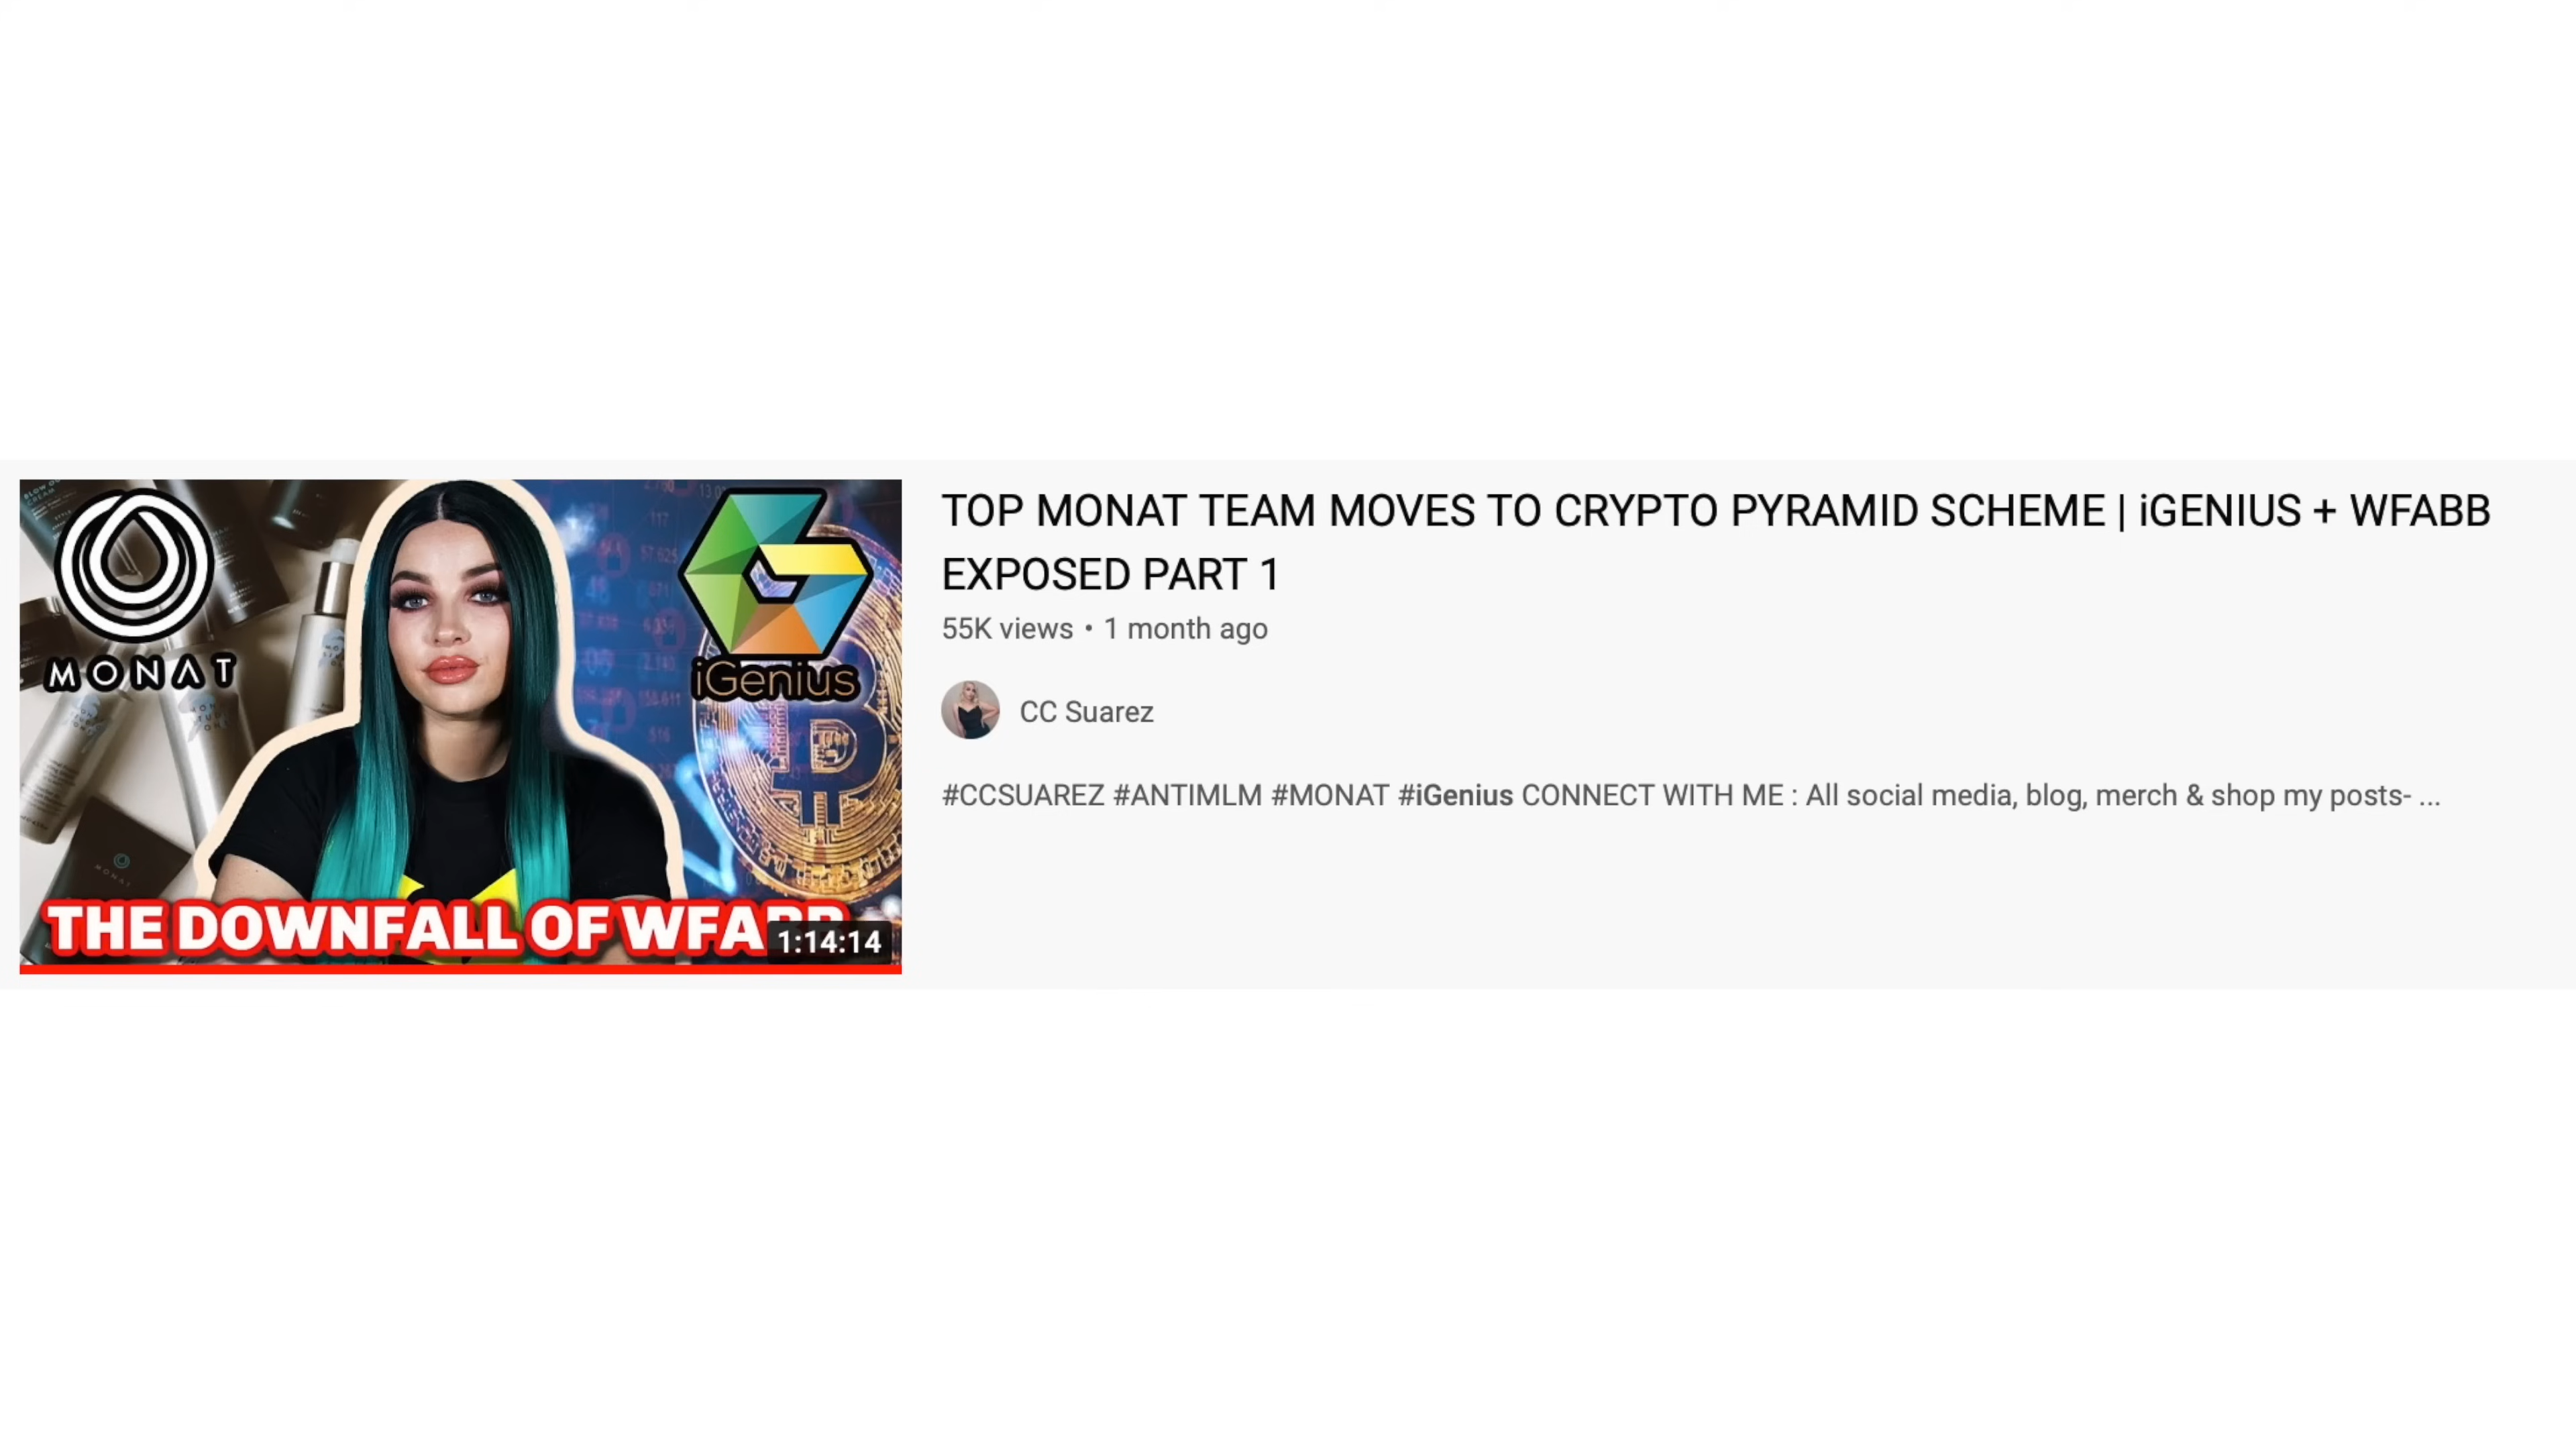 MONAT
iGenius
THE DOWNFALL OF WFABB
1:14:14
TOP MONAT TEAM MOVES TO CRYPTO PYRAMID SCHEME | iGENIUS + WFABB
EXPOSED PART 1
55K views • 1 month ago
CC Suarez
#CCSUAREZ #ANTIMLM #MONAT #iGenius CONNECT WITH ME : All social media, blog, merch & shop my posts- ...